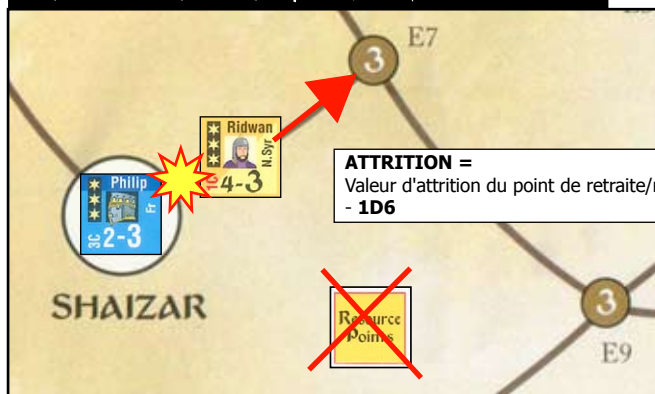 E7
3
Ridwan
N.Syr
4-3
ATTRITION =
Valeur d'attrition du point de retraite/
- 1D6
Philip
Fr
3C
2-3
SHAIZAR
Resource
Points
3
E9